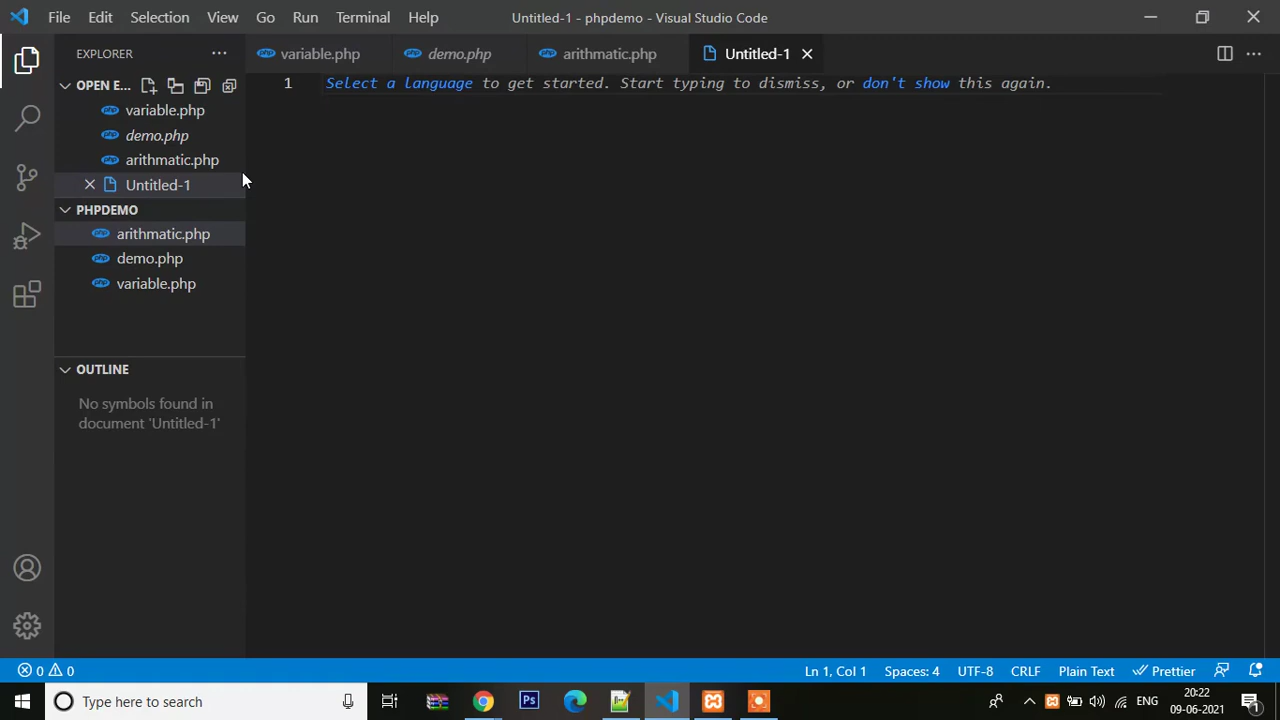 File Edit Selection View Go Run Terminal Help Untitled-1 - phpdemo - Visual Studio Code
EXPLORER variable.php demo.php arithmatic.php Untitled-1
OPEN E...
1 Select a language to get started. Start typing to dismiss, or don't show this again.
variable.php
demo.php
arithmatic.php
Untitled-1
PHPDEMO
arithmatic.php
demo.php
variable.php
OUTLINE
No symbols found in
document 'Untitled-1'
0 0 Ln 1, Col 1 Spaces: 4 UTF-8 CRLF Plain Text Prettier
Type here to search Ps ENG 20:22
09-06-2021 1